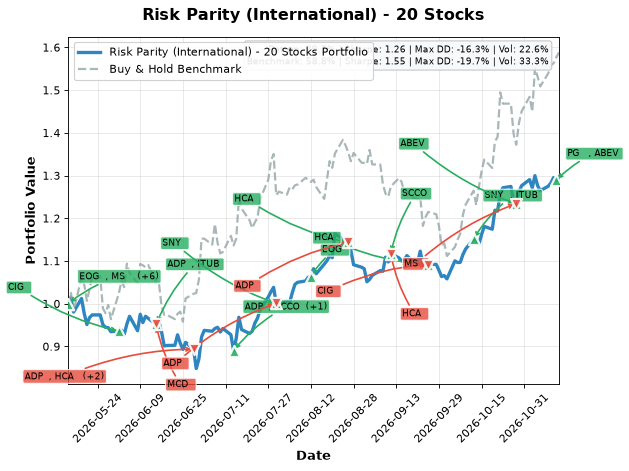 Risk Parity (International) - 20 Stocks
Risk Parity (International) - 20 Stocks Portfolio
Buy & Hold Benchmark
1.26 | Max DD: -16.3% | Vol: 22.6%
1.55 | Max DD: -19.7% | Vol: 33.3%
Portfolio Value
1.6
1.5
1.4
1.3
1.2
1.1
1.0
0.9
ABEV
PG , ABEV
HCA
SCCO
SNY , ITUB
SNY
HCA
EOG
EOG , MS (+6)
ADP , ITUB
MS
CIG
ADP
CIG
ADP , SCCO (+1)
HCA
ADP
ADP , HCA (+2)
MCD
2026-05-24
2026-06-09
2026-06-25
2026-07-11
2026-07-27
2026-08-12
2026-08-28
2026-09-13
2026-09-29
2026-10-15
2026-10-31
Date